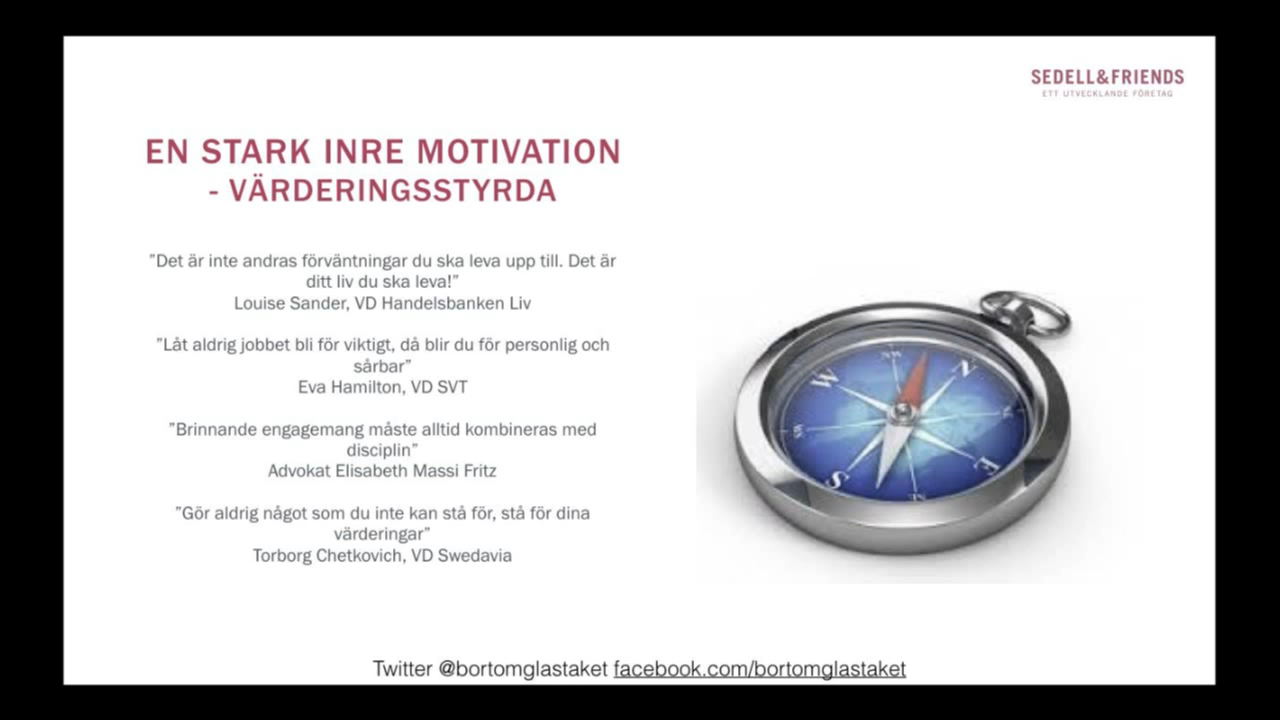 SEDELL&FRIENDS
ETT UTVECKLANDE FÖRETAG
EN STARK INRE MOTIVATION
- VÄRDERINGSSTYRDA
”Det är inte andras förväntningar du ska leva upp till. Det är
ditt liv du ska leva!”
Louise Sander, VD Handelsbanken Liv
”Låt aldrig jobbet bli för viktigt, då blir du för personlig och
sårbar”
Eva Hamilton, VD SVT
”Brinnande engagemang måste alltid kombineras med
disciplin”
Advokat Elisabeth Massi Fritz
”Gör aldrig något som du inte kan stå för, stå för dina
värderingar”
Torborg Chetkovich, VD Swedavia
NW
N
W
E
SW
S
SE
Twitter @bortomglastaket facebook.com/bortomglastaket